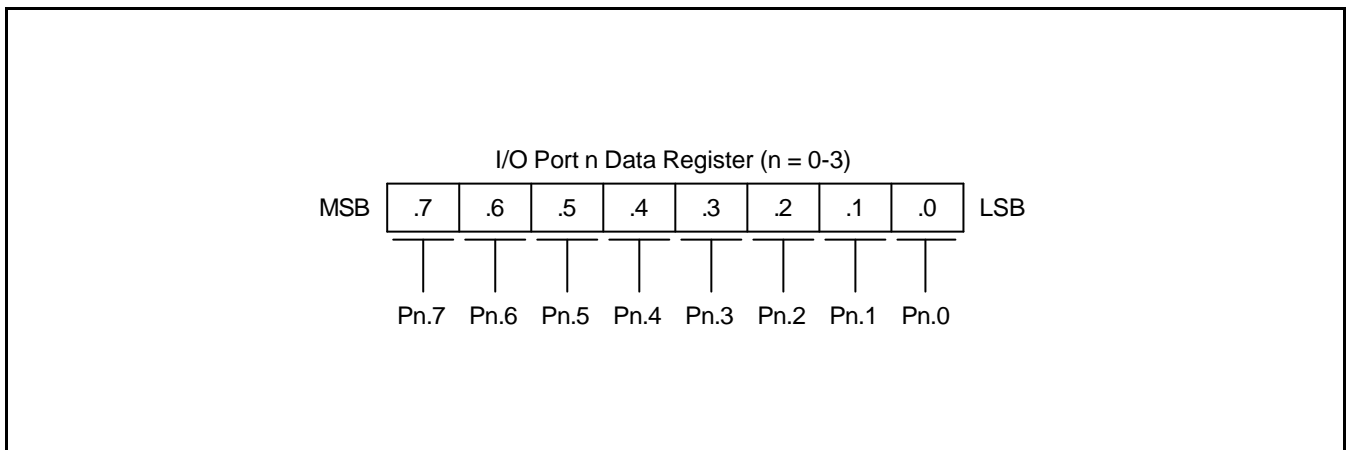 I/O Port n Data Register (n = 0-3)
MSB .7 .6 .5 .4 .3 .2 .1 .0 LSB
Pn.7 Pn.6 Pn.5 Pn.4 Pn.3 Pn.2 Pn.1 Pn.0